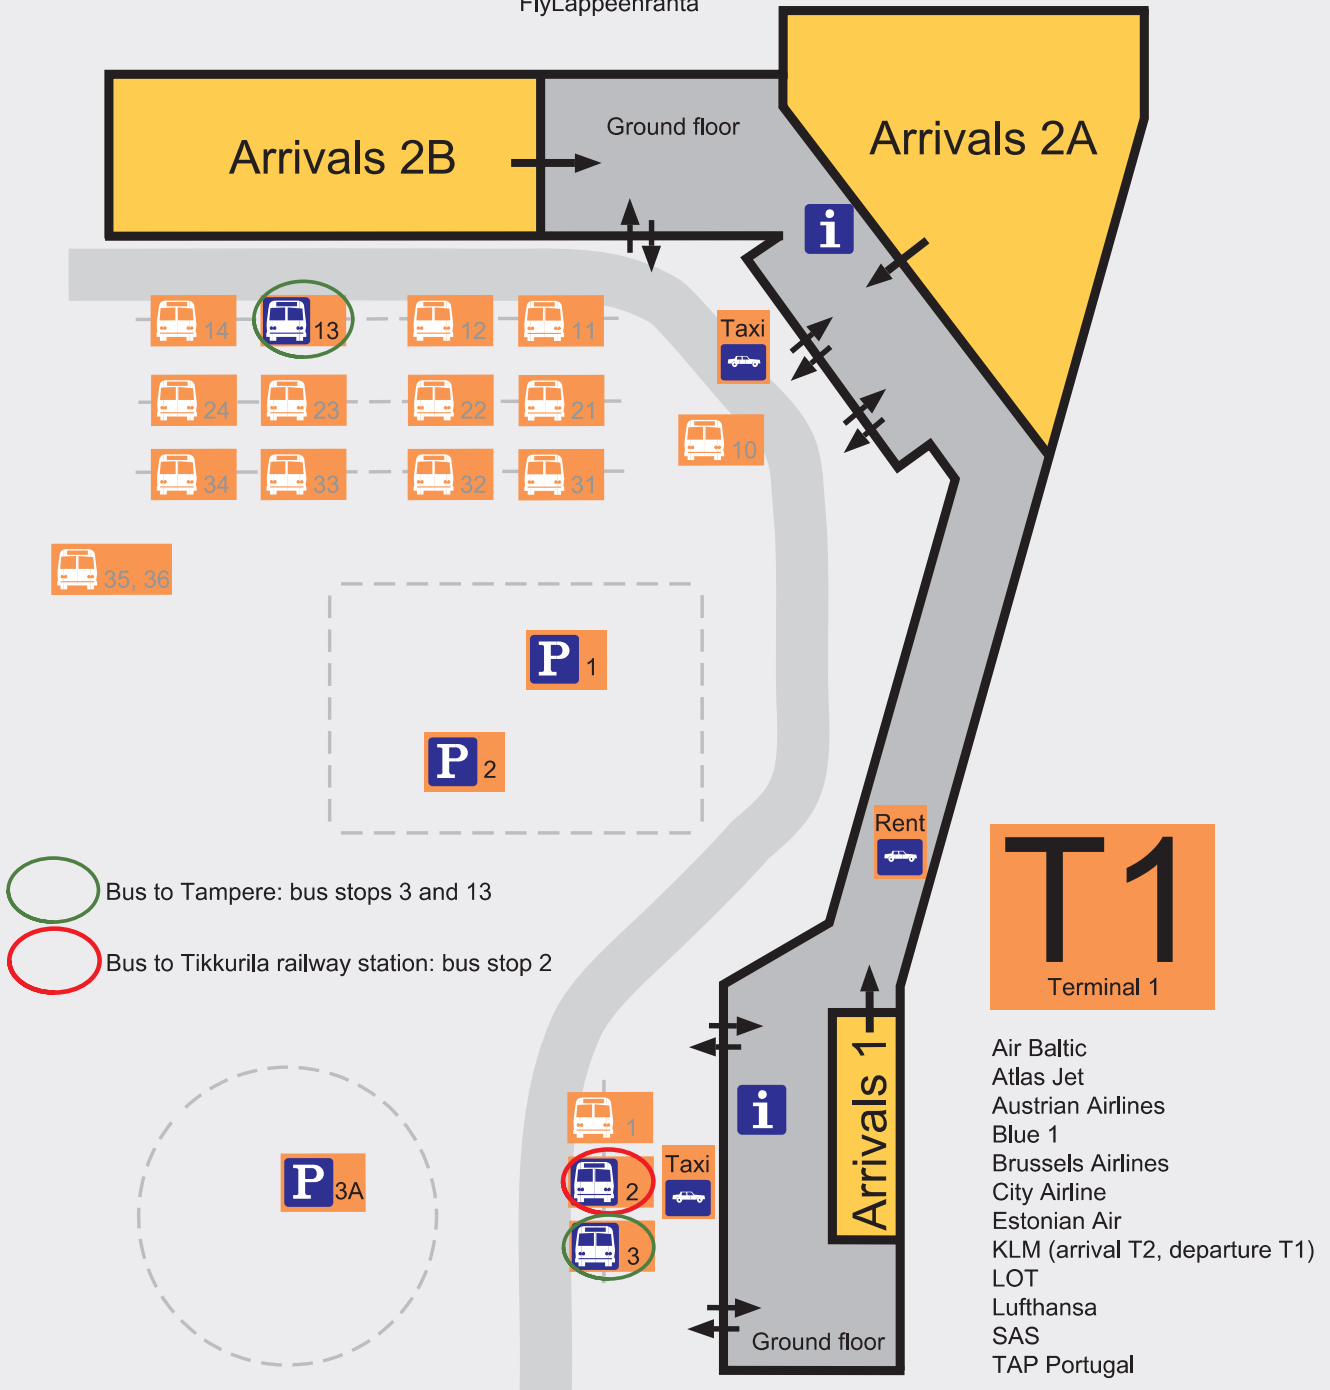 FlyLappeenranta
Arrivals 2B
Ground floor
Arrivals 2A
i
Taxi
14
13
12
11
24
23
22
21
10
34
33
32
31
35, 36
P 1
P 2
Rent
T1
Terminal 1
Bus to Tampere: bus stops 3 and 13
Bus to Tikkurila railway station: bus stop 2
Arrivals 1
i
1
Taxi
2
3
P 3A
Ground floor
Air Baltic
Atlas Jet
Austrian Airlines
Blue 1
Brussels Airlines
City Airline
Estonian Air
KLM (arrival T2, departure T1)
LOT
Lufthansa
SAS
TAP Portugal